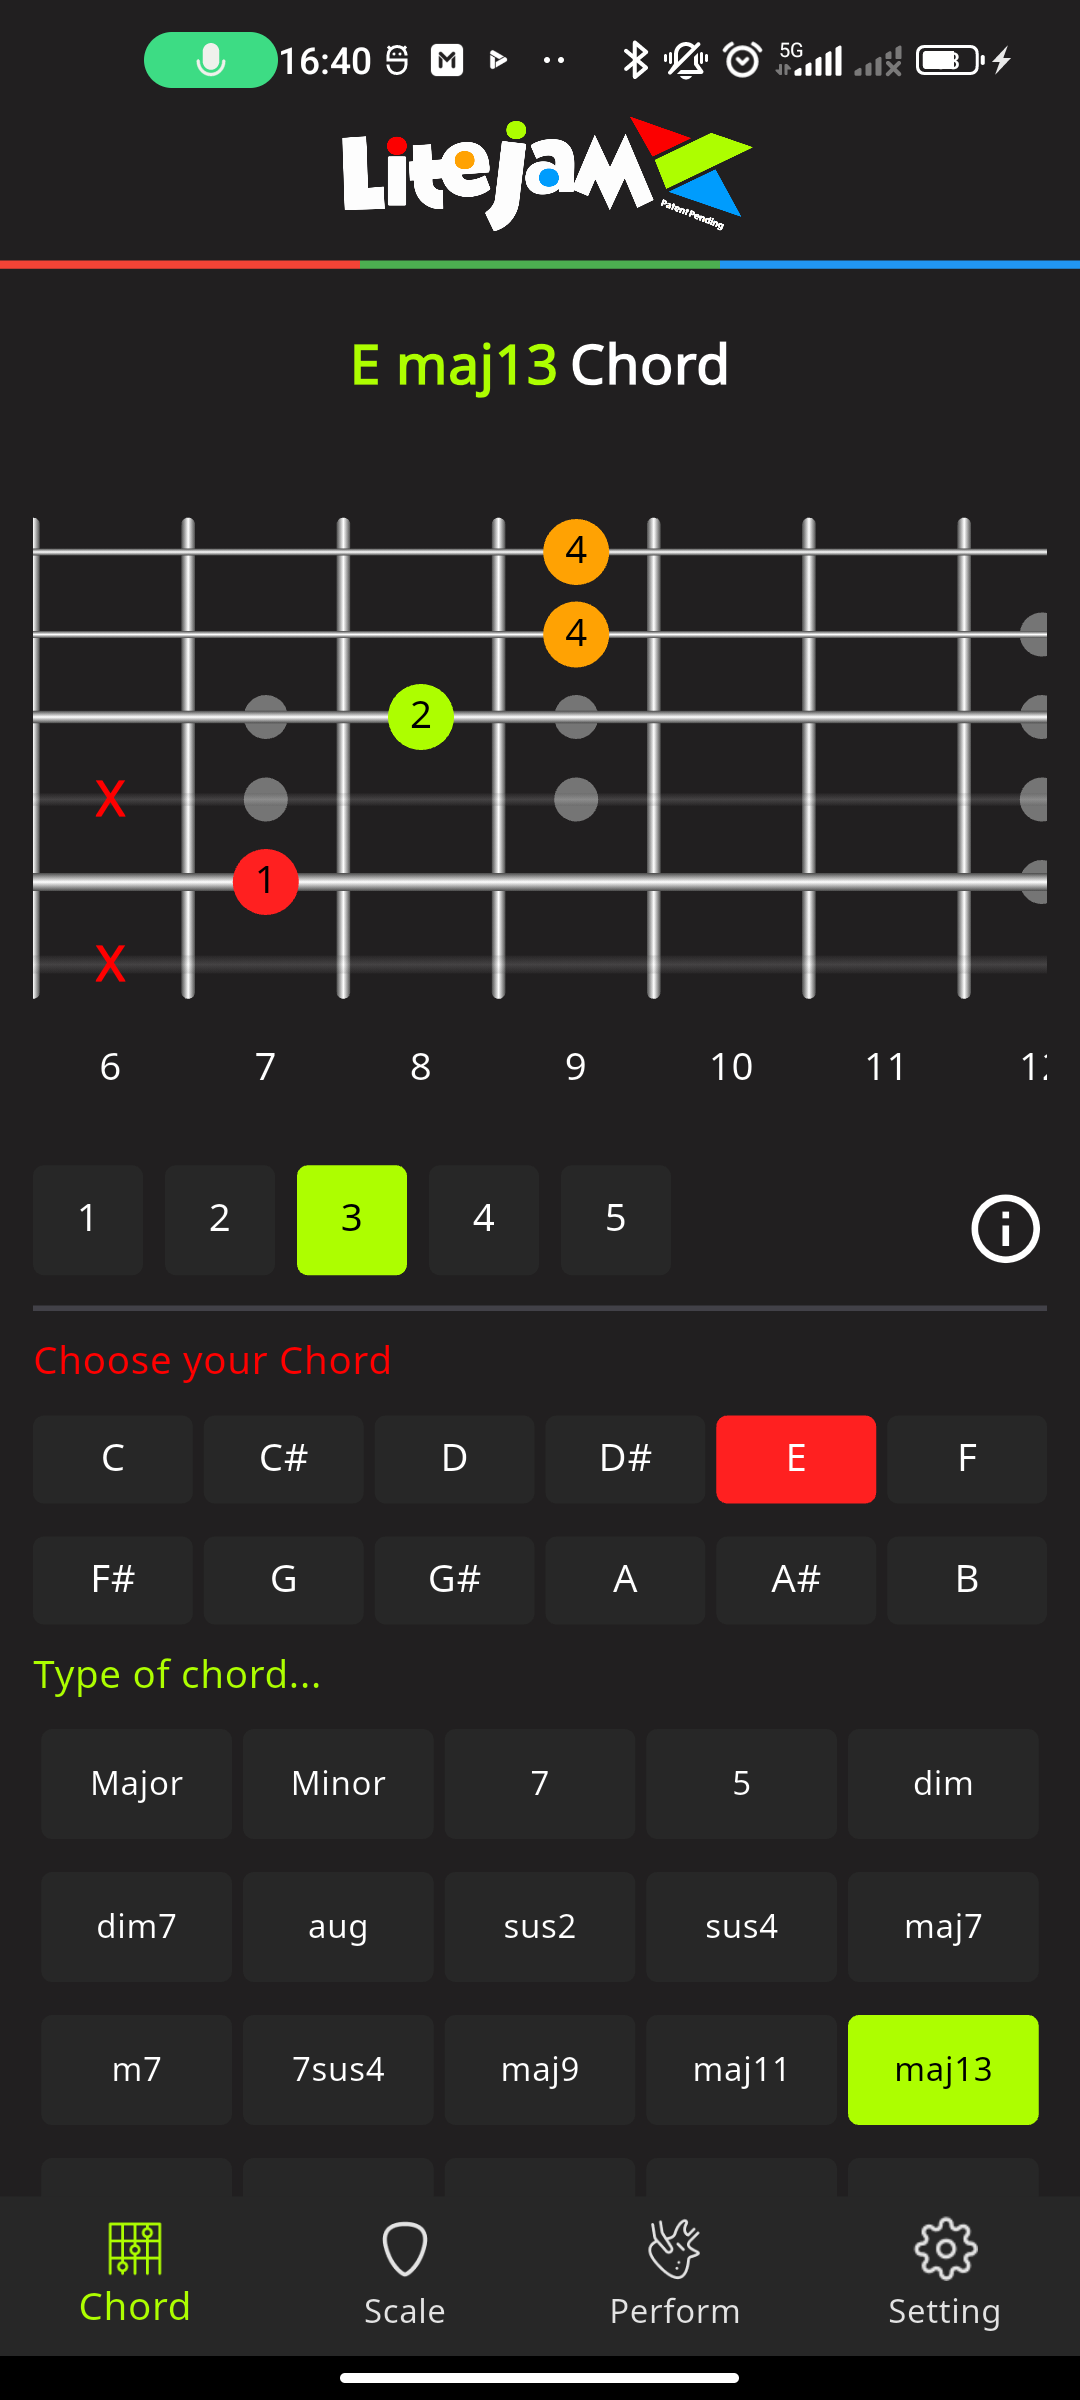 16:40
5G
Litejam
Patent Pending
E maj13 Chord
4
4
2
X
1
X
6 7 8 9 10 11
1 2 3 4 5
Choose your Chord
C C# D D# E F
F# G G# A A# B
Type of chord...
Major Minor 7 5 dim
dim7 aug sus2 sus4 maj7
m7 7sus4 maj9 maj11 maj13
Chord Scale Perform Setting